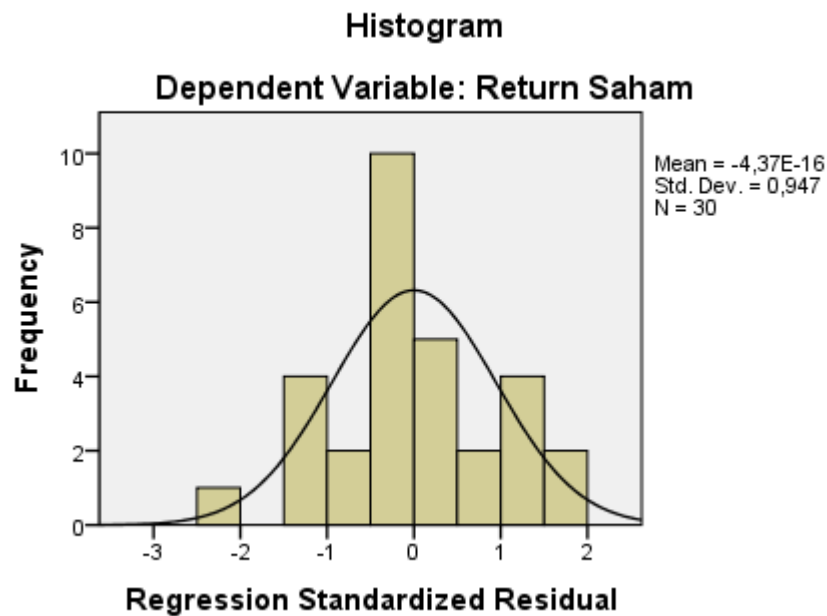 Histogram
Dependent Variable: Return Saham
Mean = -4,37E-16
Std. Dev. = 0,947
N = 30
Frequency
10
8
6
4
2
0
-3 -2 -1 0 1 2
Regression Standardized Residual